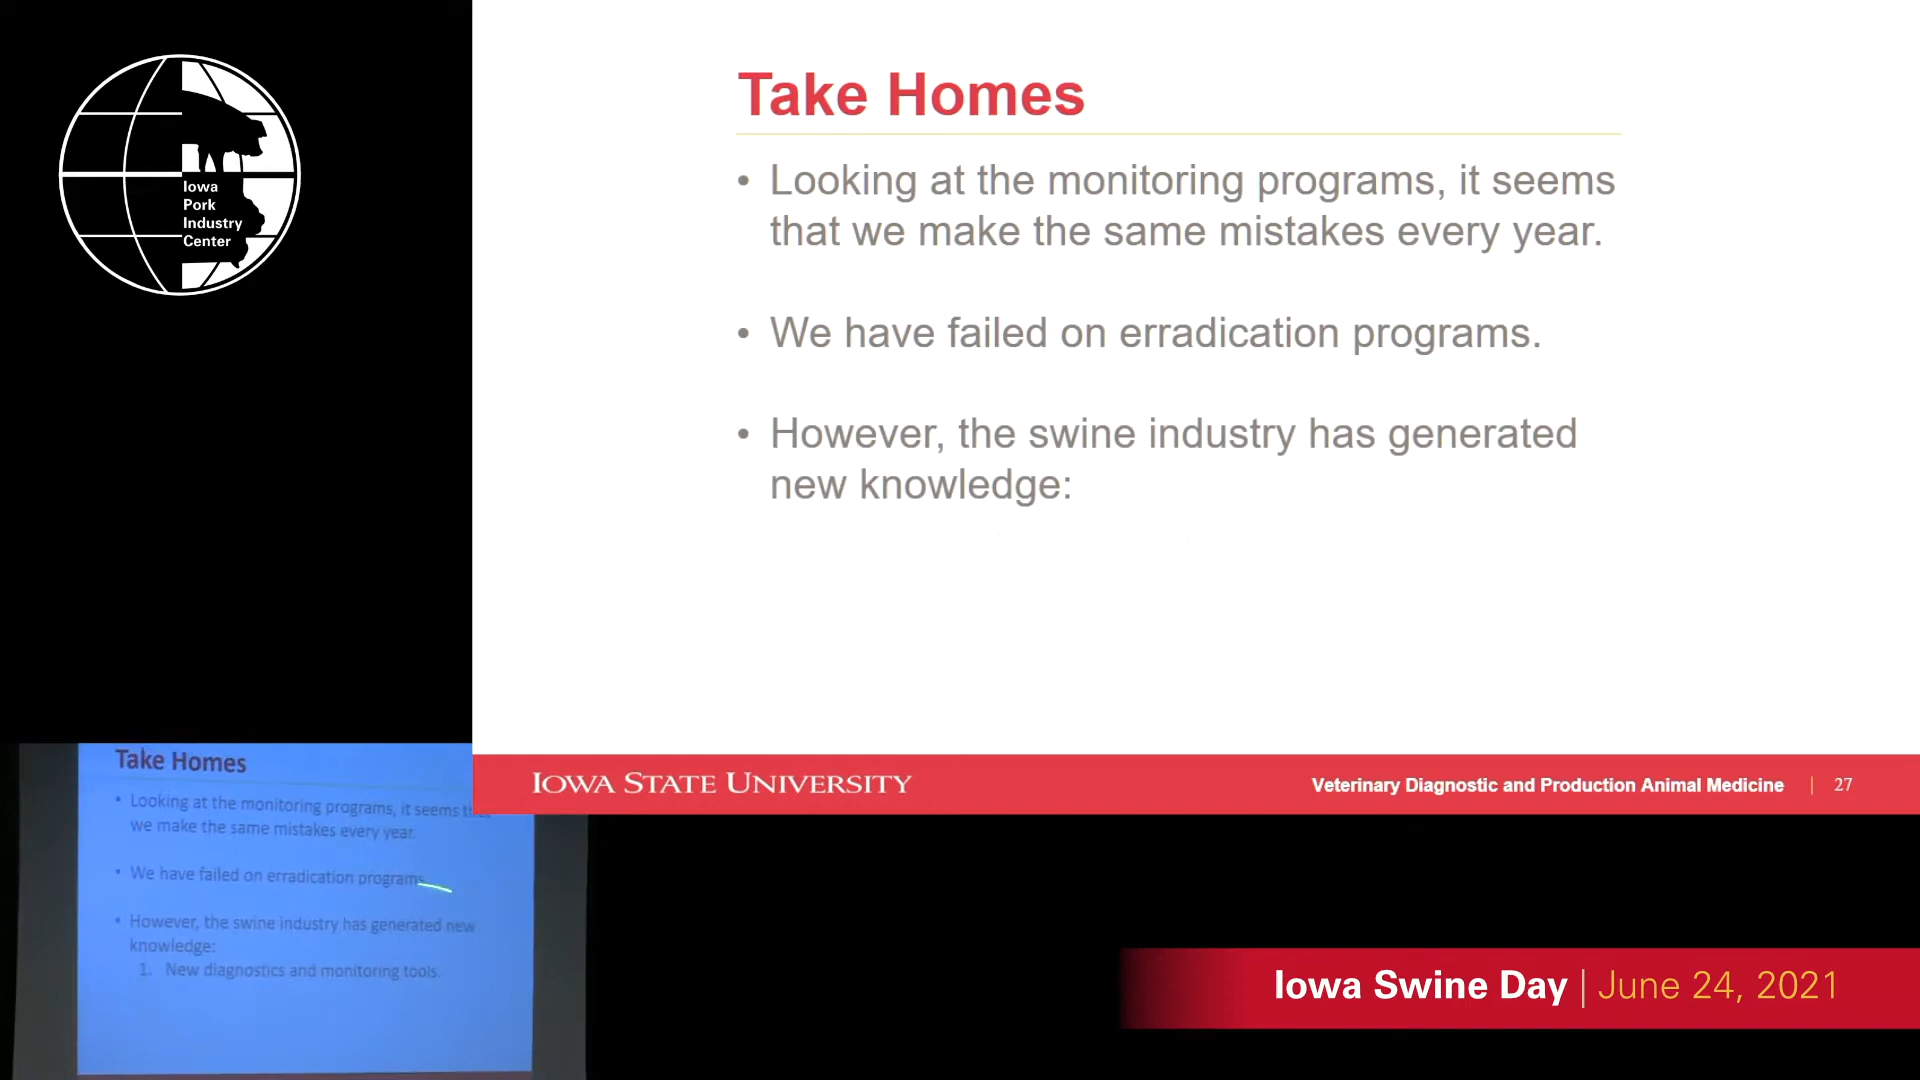 Iowa
Pork
Industry
Center
Take Homes
• Looking at the monitoring programs, it seems
that we make the same mistakes every year.
• We have failed on erradication programs.
• However, the swine industry has generated
new knowledge:
IOWA STATE UNIVERSITY
Veterinary Diagnostic and Production Animal Medicine | 27
Take Homes
• Looking at the monitoring programs, it seems
we make the same mistakes every year.
• We have failed on erradication programs
• However, the swine industry has generated new
knowledge:
1. New diagnostics and monitoring tools.
Iowa Swine Day | June 24, 2021